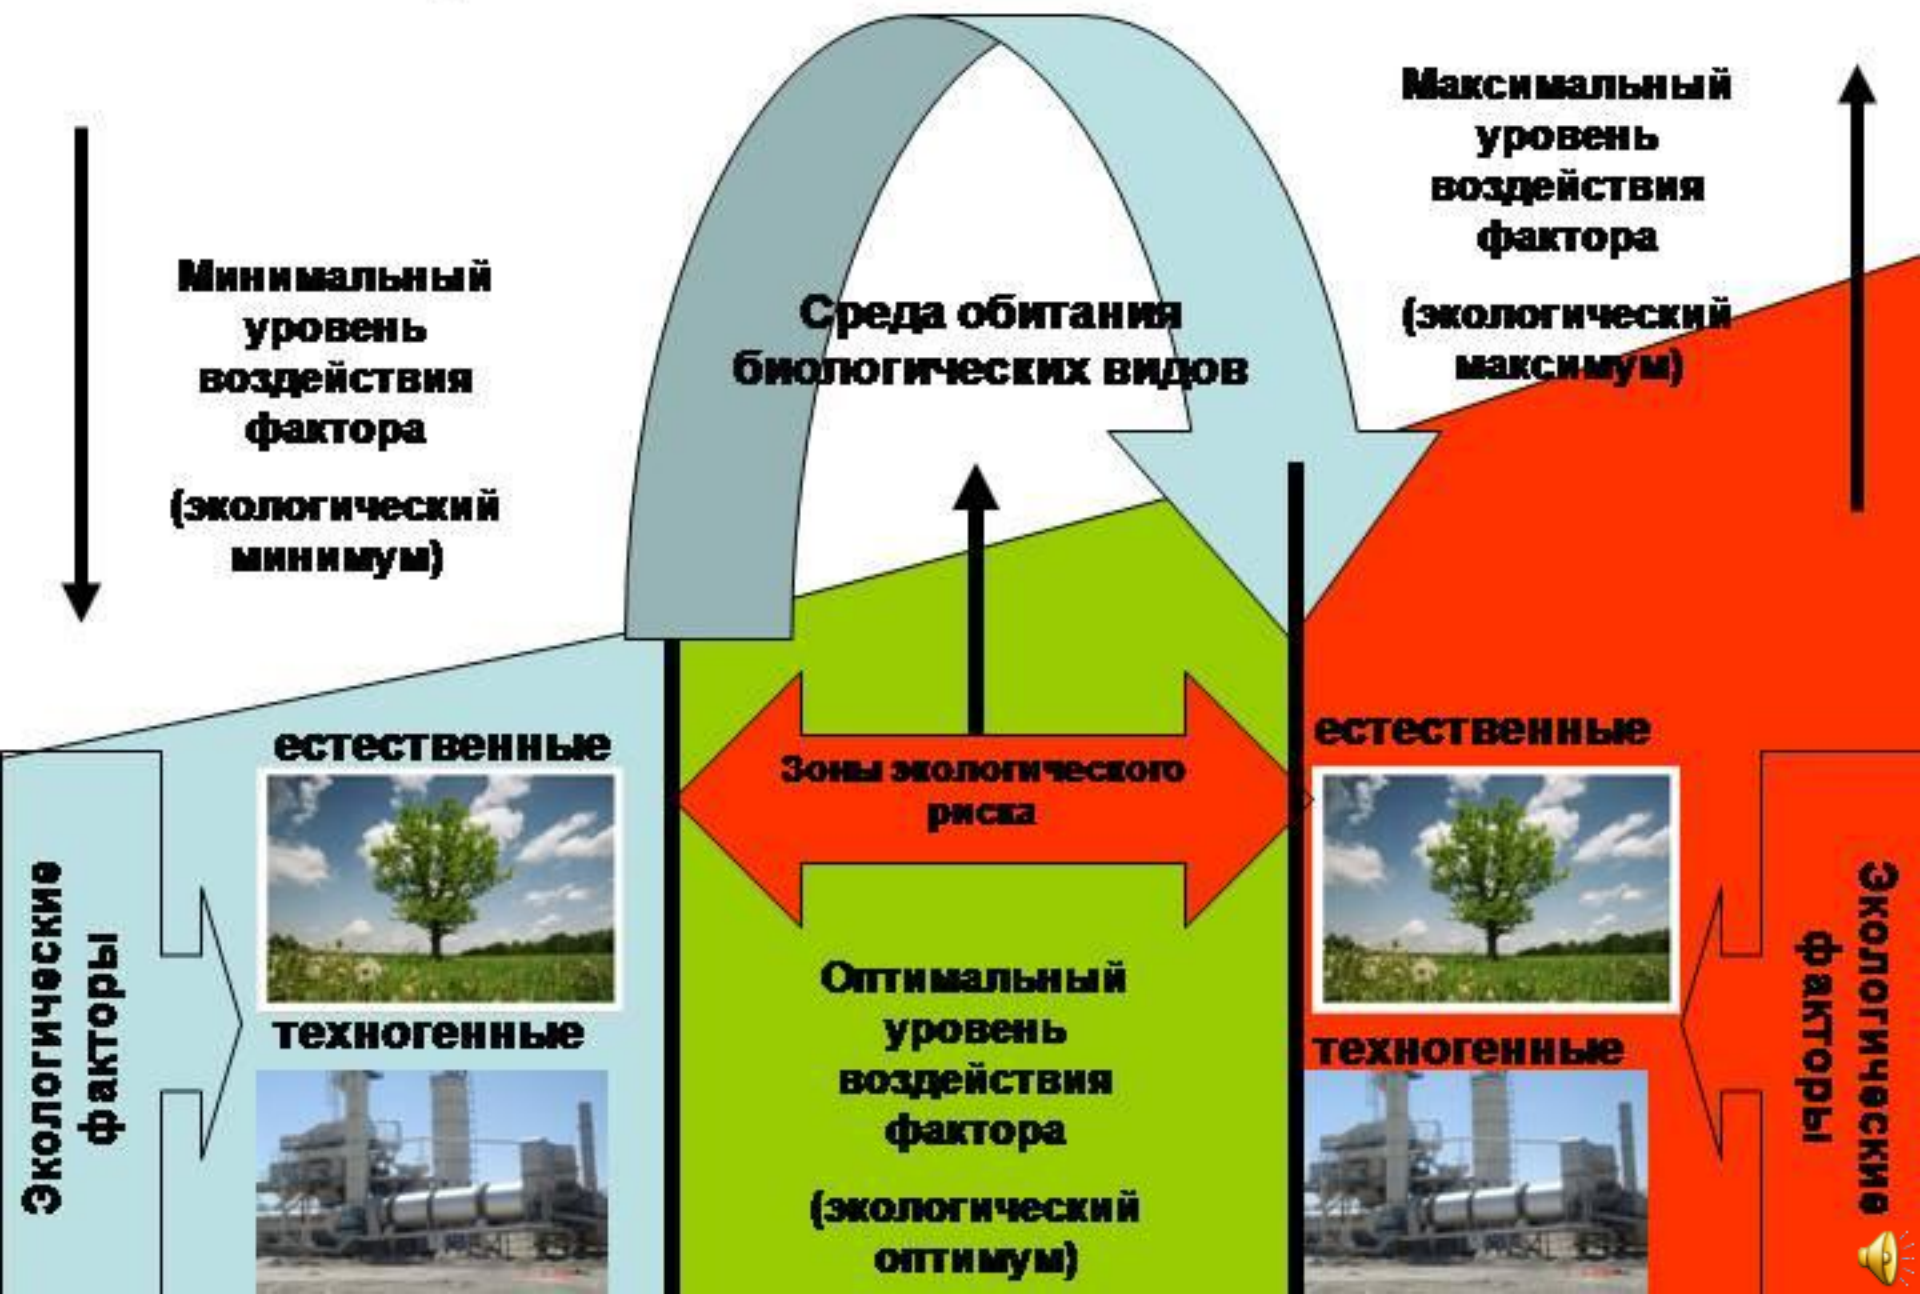 Минимальный
уровень
воздействия
фактора
(экологический
минимум)
Среда обитания
биологических видов
Максимальный
уровень
воздействия
фактора
(экологический
максимум)
Экологические
факторы
естественные
техногенные
Зоны экологического
риска
Оптимальный
уровень
воздействия
фактора
(экологический
оптимум)
естественные
техногенные
Экологические
факторы